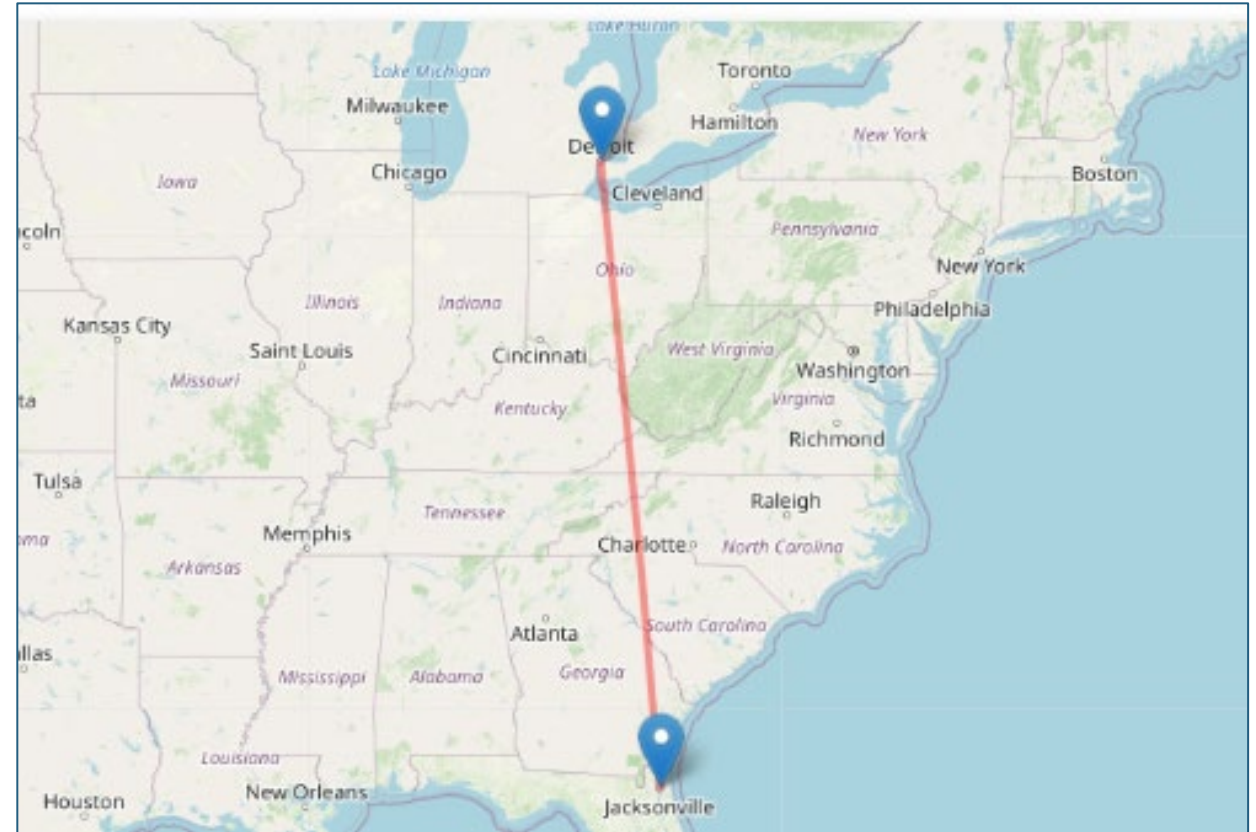 Lake Huron
Toronto
Lake Michigan
Milwaukee
Hamilton
New York
Detroit
Chicago
Boston
Iowa
Cleveland
coln
Pennsylvania
New York
Ohio
Illinois
Indiana
Philadelphia
Kansas City
Saint Louis
Cincinnati
West Virginia
Washington
Missouri
ta
Virginia
Kentucky
Richmond
Tulsa
Raleigh
Tennessee
Memphis
oma
Charlotte
North Carolina
Arkansas
South Carolina
Atlanta
llas
Georgia
Mississippi
Alabama
Louisiana
New Orleans
Houston
Jacksonville